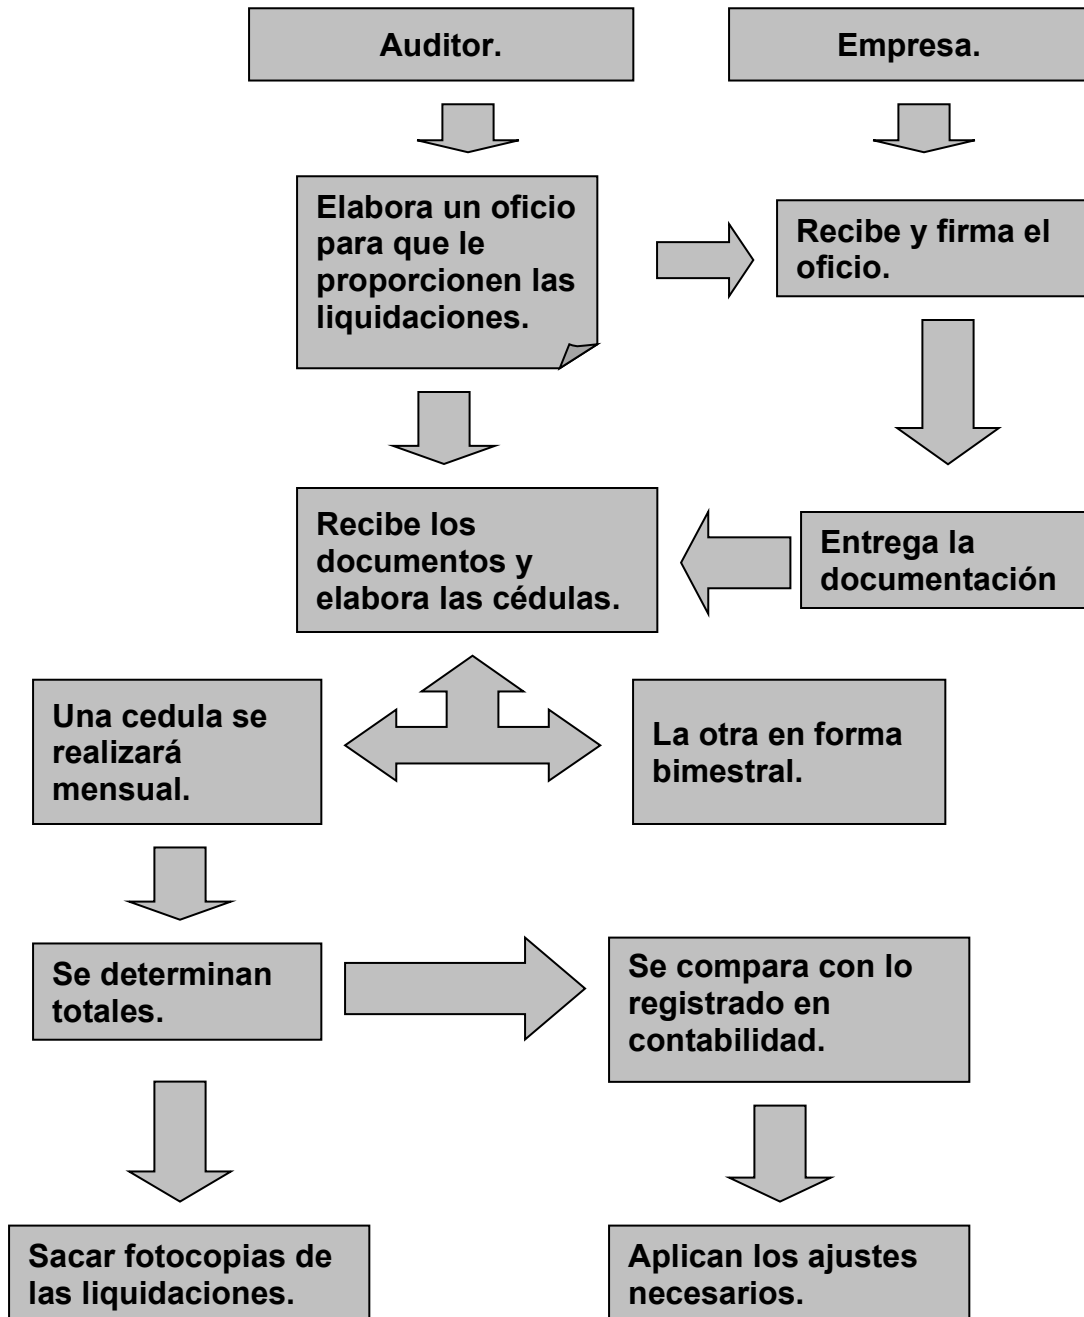 Auditor.
Empresa.
Elabora un oficio
para que le
proporcionen las
liquidaciones.
Recibe y firma el
oficio.
Recibe los
documentos y
elabora las cédulas.
Entrega la
documentación
Una cedula se
realizará
mensual.
La otra en forma
bimestral.
Se determinan
totales.
Se compara con lo
registrado en
contabilidad.
Sacar fotocopias de
las liquidaciones.
Aplican los ajustes
necesarios.